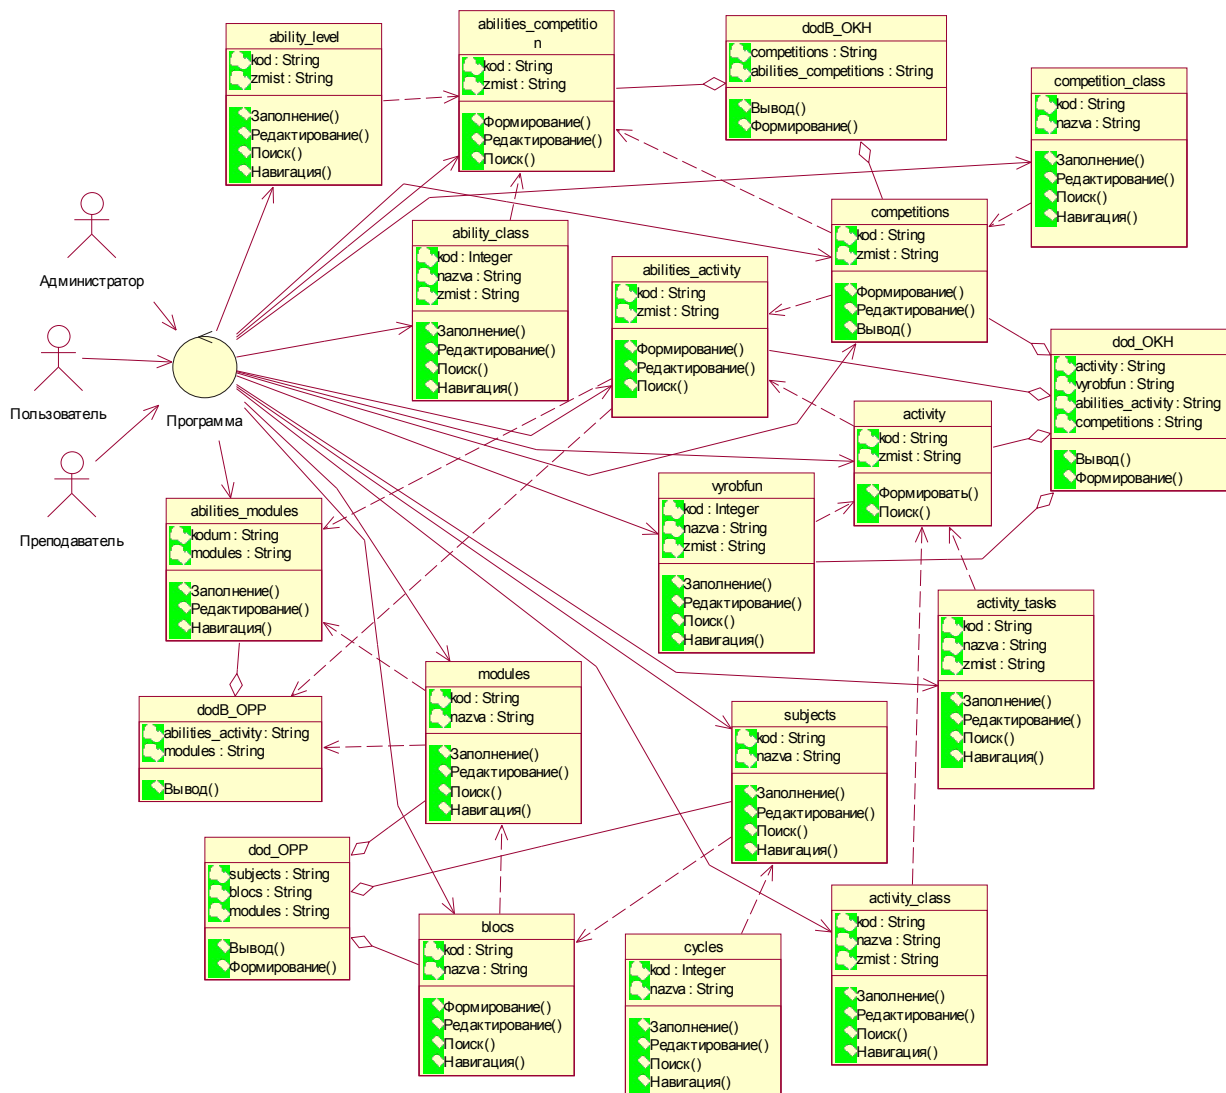 ability_level
kod : String
zmist : String
Заполнение()
Редактирование()
Поиск()
Навигация()
abilities_competitio
n
kod : String
zmist : String
Формирование()
Редактирование()
Поиск()
dodB_OKH
competitions : String
abilities_competitions : String
Вывод()
Формирование()
competition_class
kod : String
nazva : String
Заполнение()
Редактирование()
Поиск()
Навигация()
Администратор
Пользователь
Преподаватель
Программа
ability_class
kod : Integer
nazva : String
zmist : String
Заполнение()
Редактирование()
Поиск()
Навигация()
abilities_activity
kod : String
zmist : String
Формирование()
Редактирование()
Поиск()
competitions
kod : String
zmist : String
Формирование()
Редактирование()
Вывод()
dod_OKH
activity : String
vyrobfun : String
abilities_activity : String
competitions : String
Вывод()
Формирование()
activity
kod : String
zmist : String
Формировать()
Поиск()
vyrobfun
kod : Integer
nazva : String
zmist : String
Заполнение()
Редактирование()
Поиск()
Навигация()
abilities_modules
kodum : String
modules : String
Заполнение()
Редактирование()
Навигация()
activity_tasks
kod : String
nazva : String
zmist : String
Заполнение()
Редактирование()
Поиск()
Навигация()
dodB_OPP
abilities_activity : String
modules : String
Вывод()
modules
kod : String
nazva : String
Заполнение()
Редактирование()
Поиск()
Навигация()
subjects
kod : String
nazva : String
Заполнение()
Редактирование()
Поиск()
Навигация()
dod_OPP
subjects : String
blocs : String
modules : String
Вывод()
Формирование()
blocs
kod : String
nazva : String
Формирование()
Редактирование()
Поиск()
Навигация()
cycles
kod : Integer
nazva : String
Заполнение()
Редактирование()
Поиск()
Навигация()
activity_class
kod : String
nazva : String
zmist : String
Заполнение()
Редактирование()
Поиск()
Навигация()